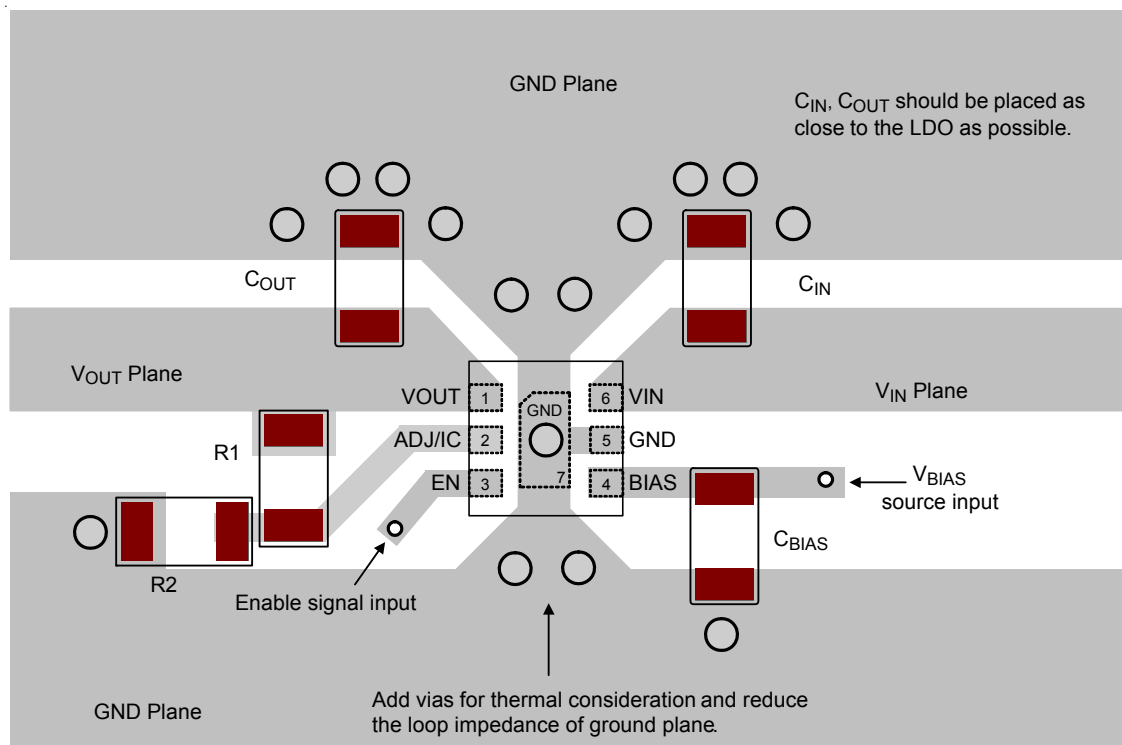 GND Plane
CIN, COUT should be placed as
close to the LDO as possible.
COUT
CIN
VOUT Plane
VIN Plane
VOUT
1
GND
6
VIN
R1
ADJ/IC
2
5
GND
EN
3
7
4
BIAS
VBIAS
source input
CBIAS
R2
Enable signal input
Add vias for thermal consideration and reduce
the loop impedance of ground plane.
GND Plane